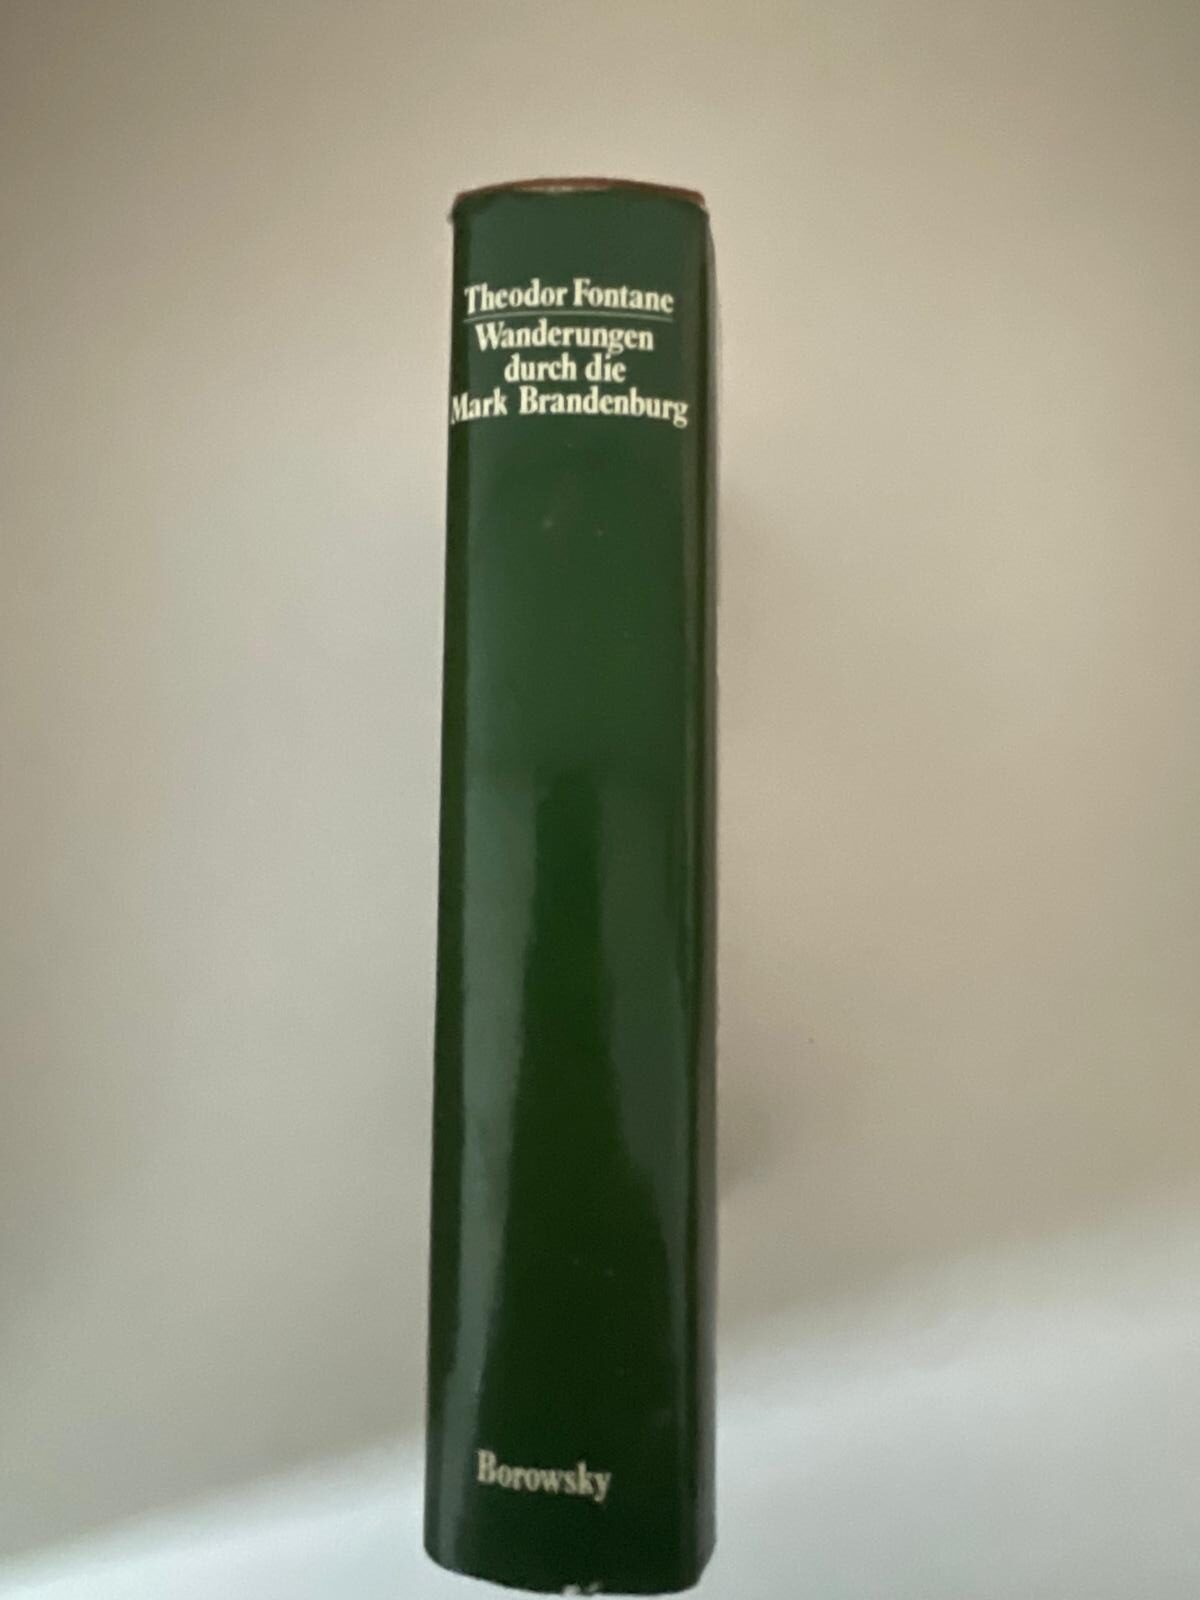 Theodor Fontane
Wanderungen
durch die
Mark Brandenburg
Borowsky